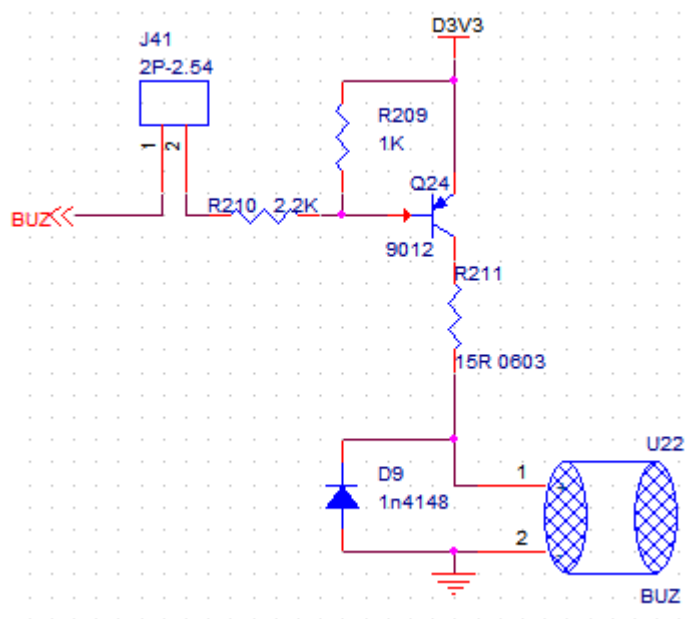 D3V3
J41
2P-2.54
1
2
R209
1K
Q24
BUZ
R210 2.2K
9012
R211
15R 0603
U22
1
D9
1n4148
2
BUZ